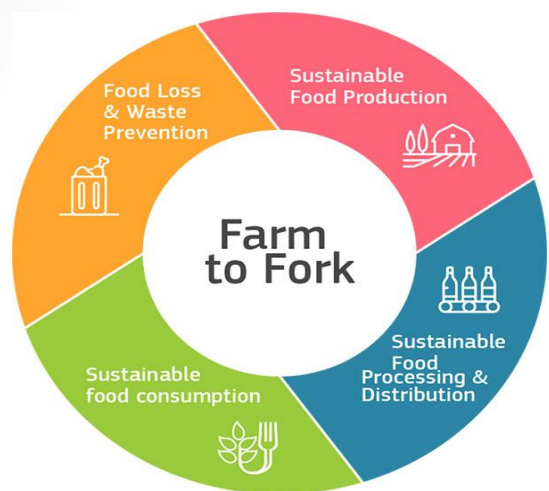 Farm
to Fork
Sustainable
Food Production
Sustainable
Food
Processing &
Distribution
Sustainable
food consumption
Food Loss
& Waste
Prevention